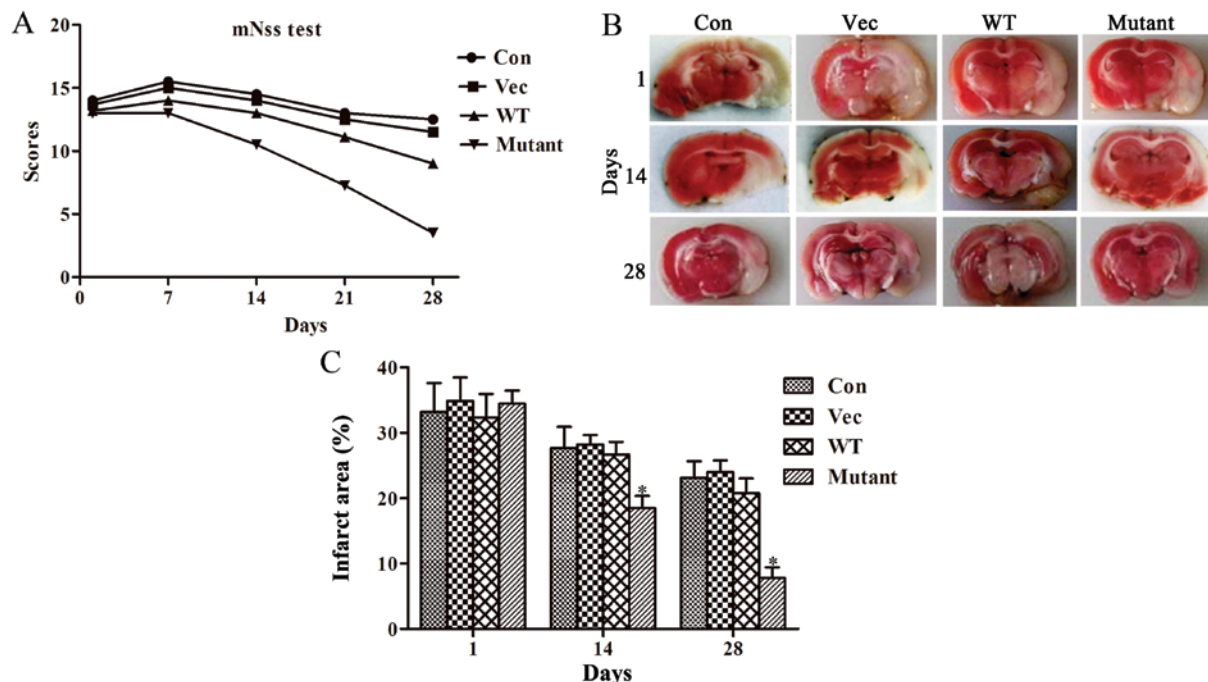 A
mNss test
20
15
10
5
0
Scores
0 7 14 21 28
Days
Con
Vec
WT
Mutant
B
Con Vec WT Mutant
1
14
28
Days
C
40
30
20
10
0
Infarct area (%)
* *
1 14 28
Days
Con
Vec
WT
Mutant